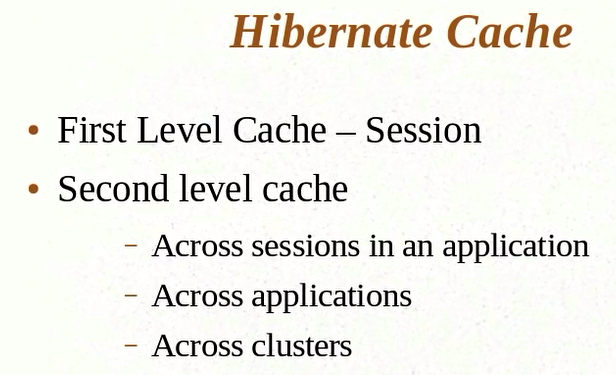 Hibernate Cache
• First Level Cache – Session
• Second level cache
– Across sessions in an application
– Across applications
– Across clusters